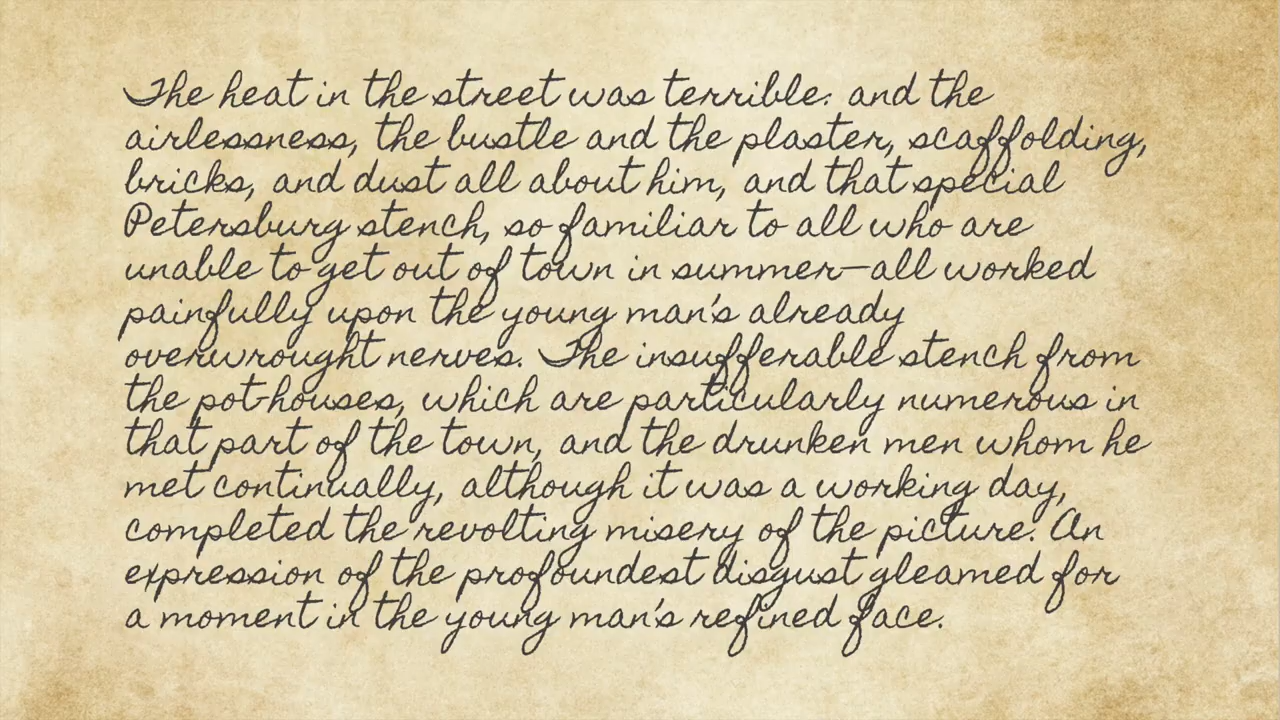 The heat in the street was terrible: and the
airlessness, the bustle and the plaster, scaffolding,
bricks, and dust all about him, and that special
Petersburg stench, so familiar to all who are
unable to get out of town in summer—all worked
painfully upon the young man's already
overwrought nerves. The insufferable stench from
the pot-houses, which are particularly numerous in
that part of the town, and the drunken men whom he
met continually, although it was a working day,
completed the revolting misery of the picture. An
expression of the profoundest disgust gleamed for
a moment in the young man's refined face.